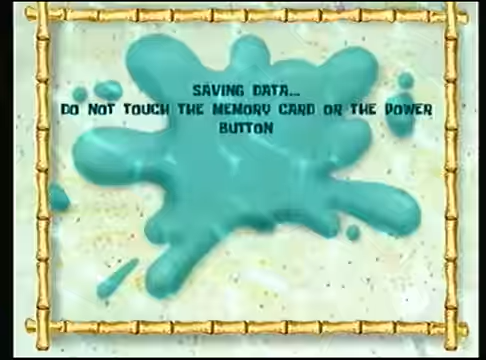 SAVING DATA...
DO NOT TOUCH THE MEMORY CARD OR THE POWER
BUTTON